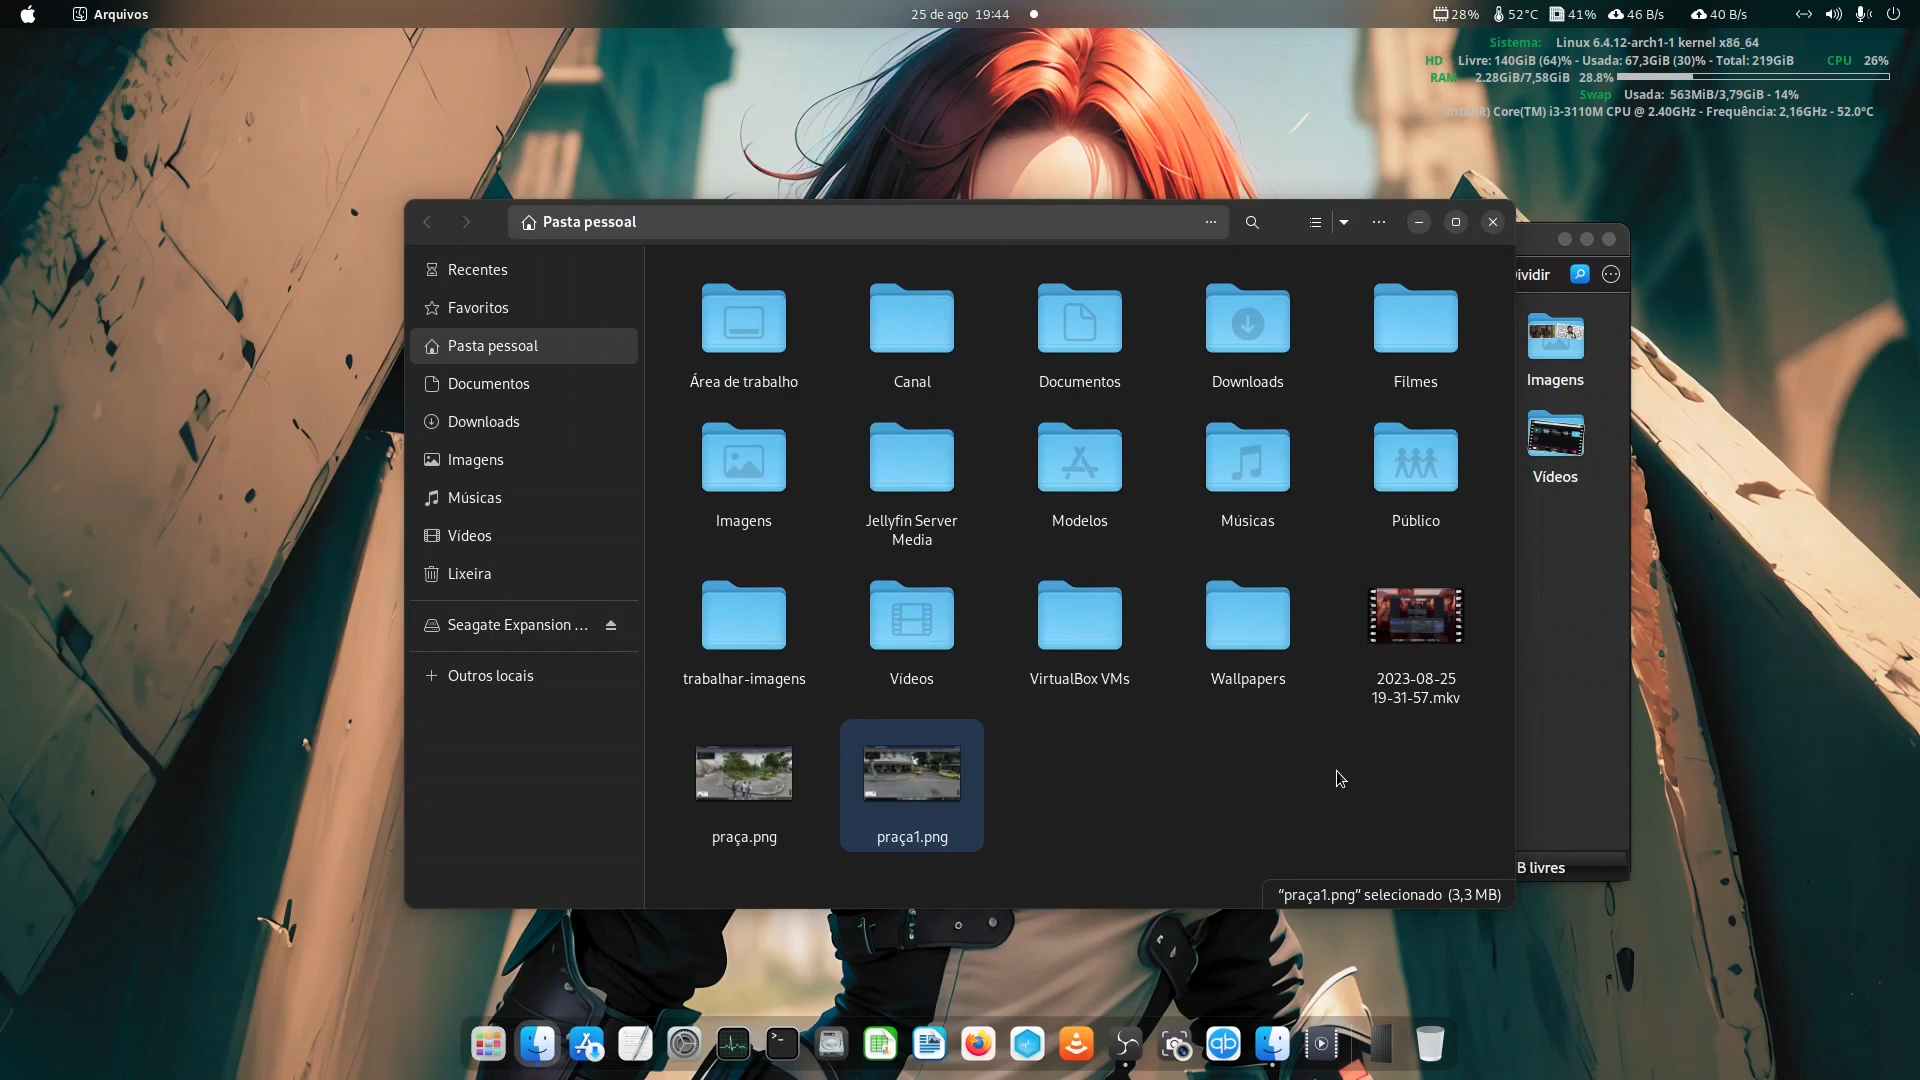 Arquivos
25 de ago 19:44
28% 52°C 41% 46 B/s 40 B/s
Sistema: Linux 6.4.12-arch1-1 kernel x86_64
HD Livre: 140GiB (64)% - Usada: 67,3GiB (30)% - Total: 219GiB CPU 26%
RAM 2.28GiB/7,58GiB 28.8%
Swap Usada: 563MiB/3,79GiB - 14%
Intel(R) Core(TM) i3-3110M CPU @ 2.40GHz - Frequência: 2,16GHz - 52.0°C
Pasta pessoal
Recentes
Favoritos
Pasta pessoal
Documentos
Downloads
Imagens
Músicas
Vídeos
Lixeira
Seagate Expansion ...
Outros locais
Área de trabalho
Canal
Documentos
Downloads
Filmes
Imagens
Jellyfin Server
Media
Modelos
Músicas
Público
trabalhar-imagens
Vídeos
VirtualBox VMs
Wallpapers
2023-08-25
19-31-57.mkv
praça.png
praça1.png
“praça1.png” selecionado (3,3 MB)
ividir
Imagens
Vídeos
B livres
qb